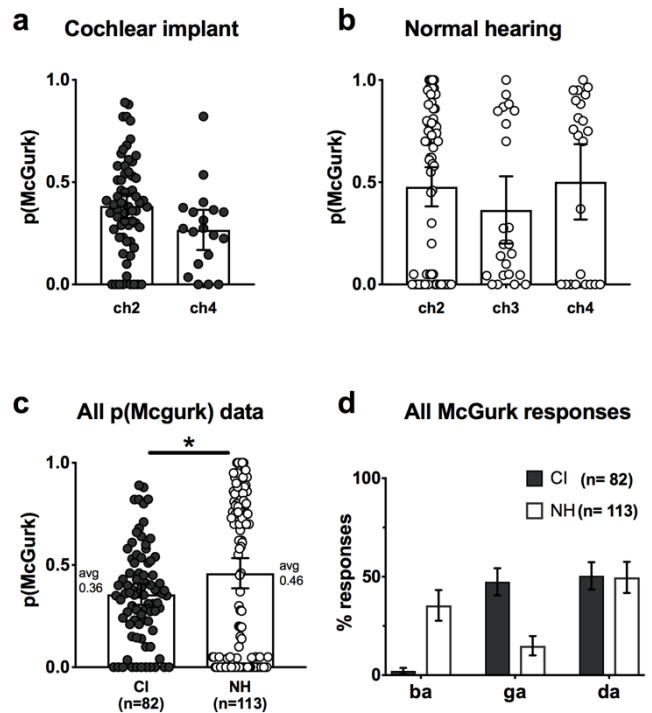 a Cochlear implant
p(McGurk)
1.0
0.5
0.0
ch2 ch4
b Normal hearing
p(McGurk)
1.0
0.5
0.0
ch2 ch3 ch4
c All p(Mcgurk) data
*
p(McGurk)
1.0
0.5
0.0
avg
0.36
avg
0.46
CI NH
(n=82) (n=113)
d All McGurk responses
CI (n= 82)
NH (n= 113)
% responses
100
50
0
ba ga da